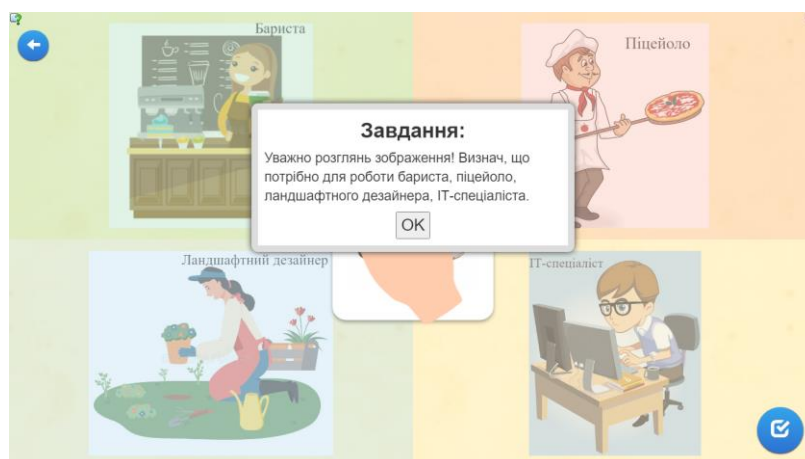 Бариста
Піцейоло
Завдання:
Уважно розглянь зображення! Визнач, що
потрібно для роботи бариста, піцейоло,
ландшафтного дизайнера, ІТ-спеціаліста.
OK
Ландшафтний дезайнер
ІТ-спеціаліст